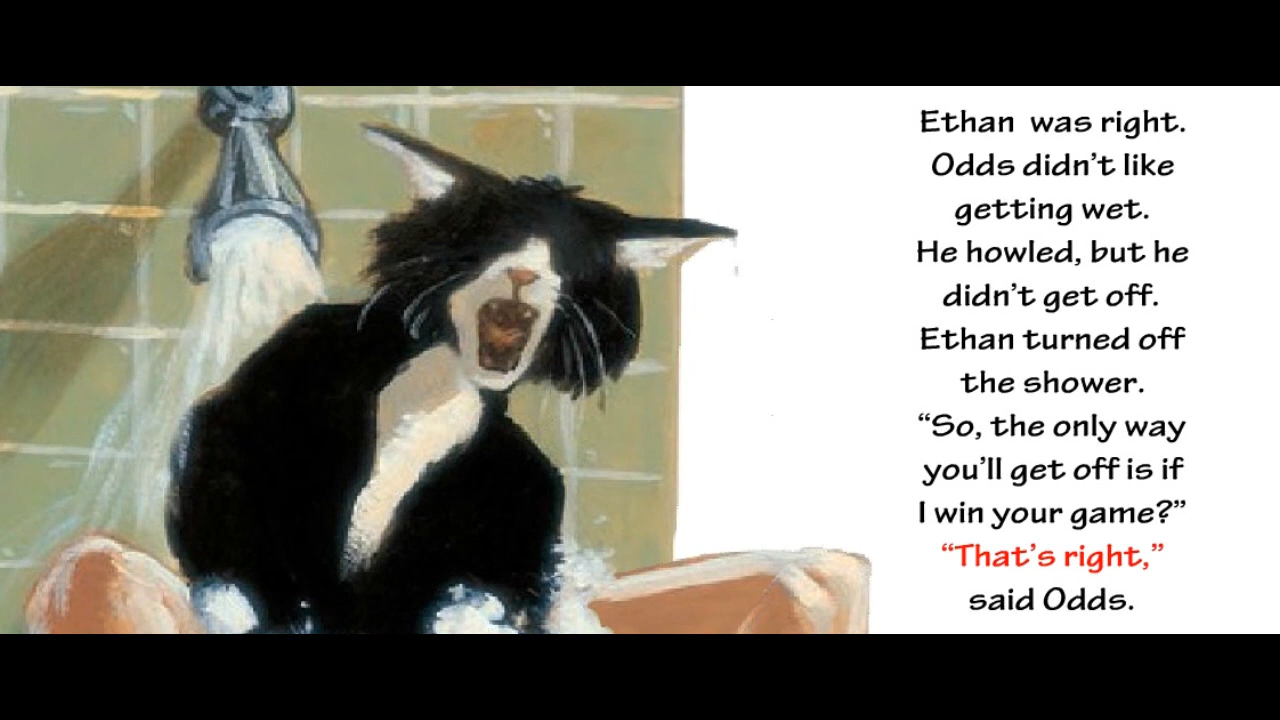 Ethan  was right.
Odds didn’t like
getting wet.
He howled, but he
didn’t get off.
Ethan turned off
the shower.
“So, the only way
you’ll get off is if
I win your game?”
“That’s right,”
said Odds.